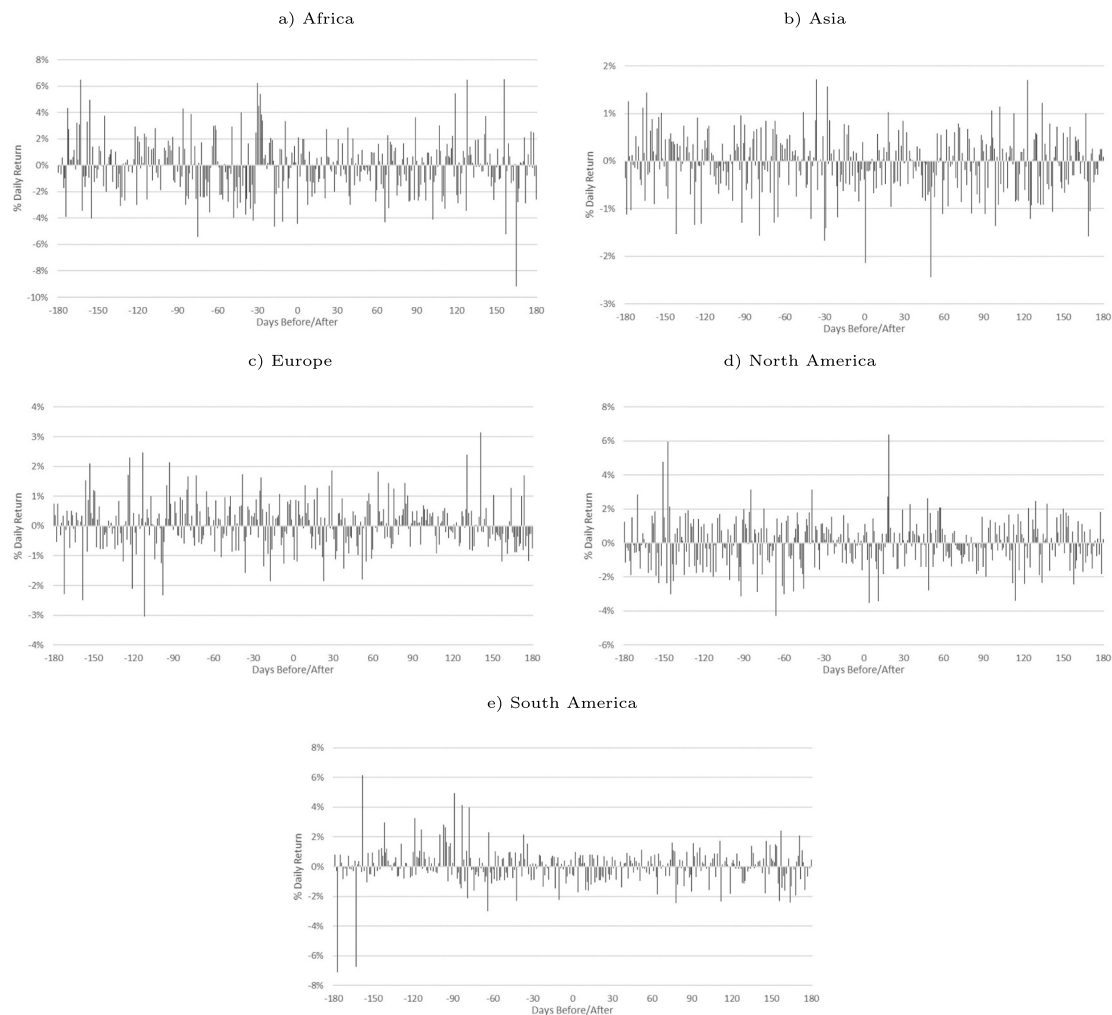 a) Africa
8%
6%
4%
2%
0%
-2%
-4%
-6%
-8%
-10%
% Daily Return
-180 -150 -120 -90 -60 -30 0 30 60 90 120 150 180
Days Before/After
b) Asia
2%
1%
0%
-1%
-2%
-3%
% Daily Return
-180 -150 -120 -90 -60 -30 0 30 60 90 120 150 180
Days Before/After
c) Europe
4%
3%
2%
1%
0%
-1%
-2%
-3%
-4%
% Daily Return
-180 -150 -120 -90 -60 -30 0 30 60 90 120 150 180
Days Before/After
d) North America
8%
6%
4%
2%
0%
-2%
-4%
-6%
% Daily Return
-180 -150 -120 -90 -60 -30 0 30 60 90 120 150 180
Days Before/After
e) South America
8%
6%
4%
2%
0%
-2%
-4%
-6%
-8%
% Daily Return
-180 -150 -120 -90 -60 -30 0 30 60 90 120 150 180
Days Before/After